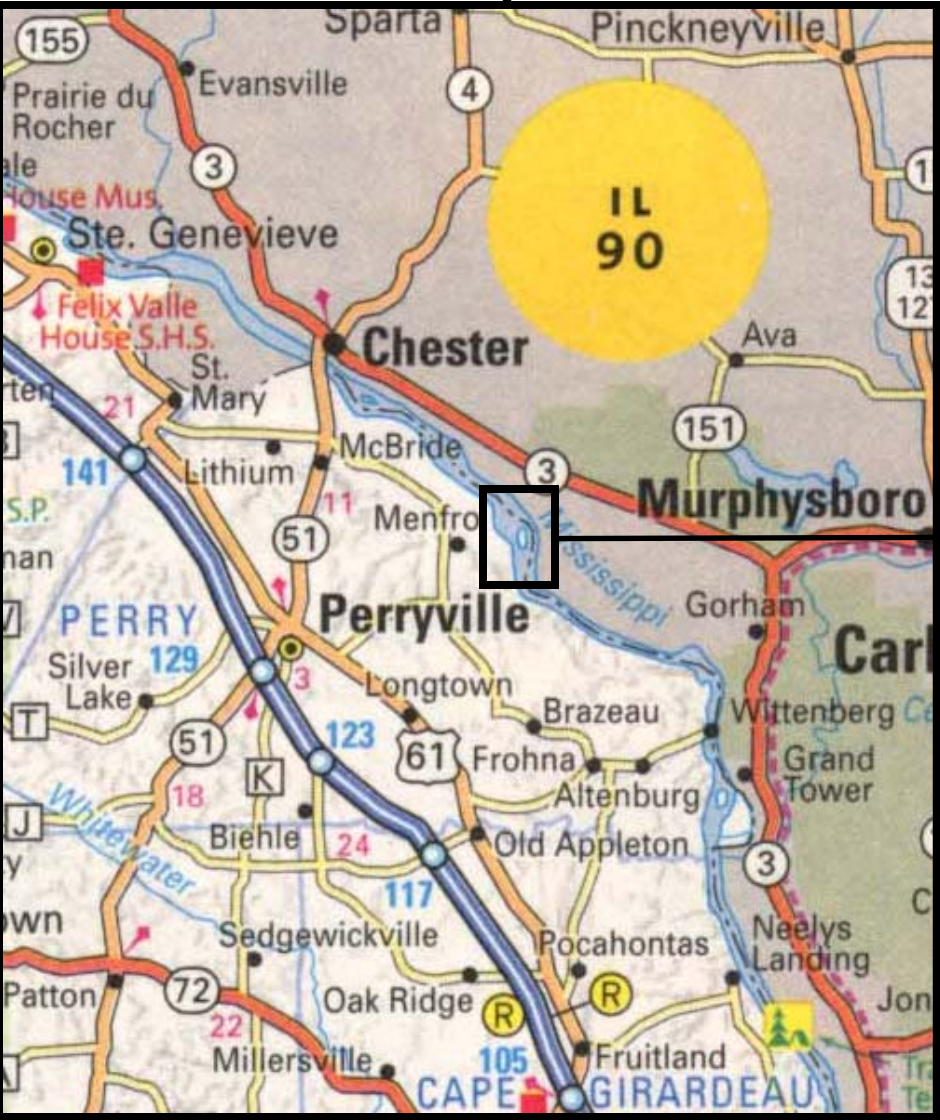 Sparta
Pinckneyville
155
Evansville
4
Prairie du
Rocher
3
House Mus.
IL
90
Ste. Genevieve
Felix Valle
House S.H.S.
Chester
Ava
St.
Mary
21
151
McBride
141
Lithium
3
11
Murphysboro
S.P.
Menfro
51
Mississippi
Gorham
PERRY
Perryville
Silver
Lake
129
3
Longtown
Brazeau
Wittenberg
T
51
123
61
Frohna
Grand
Tower
K
Altenburg
18
Whitewater
J
Biehle
24
Old Appleton
3
117
Neelys
Landing
Sedgewickville
Pocahontas
Patton
72
Oak Ridge
R
R
22
105
Millersville
Fruitland
CAPE GIRARDEAU